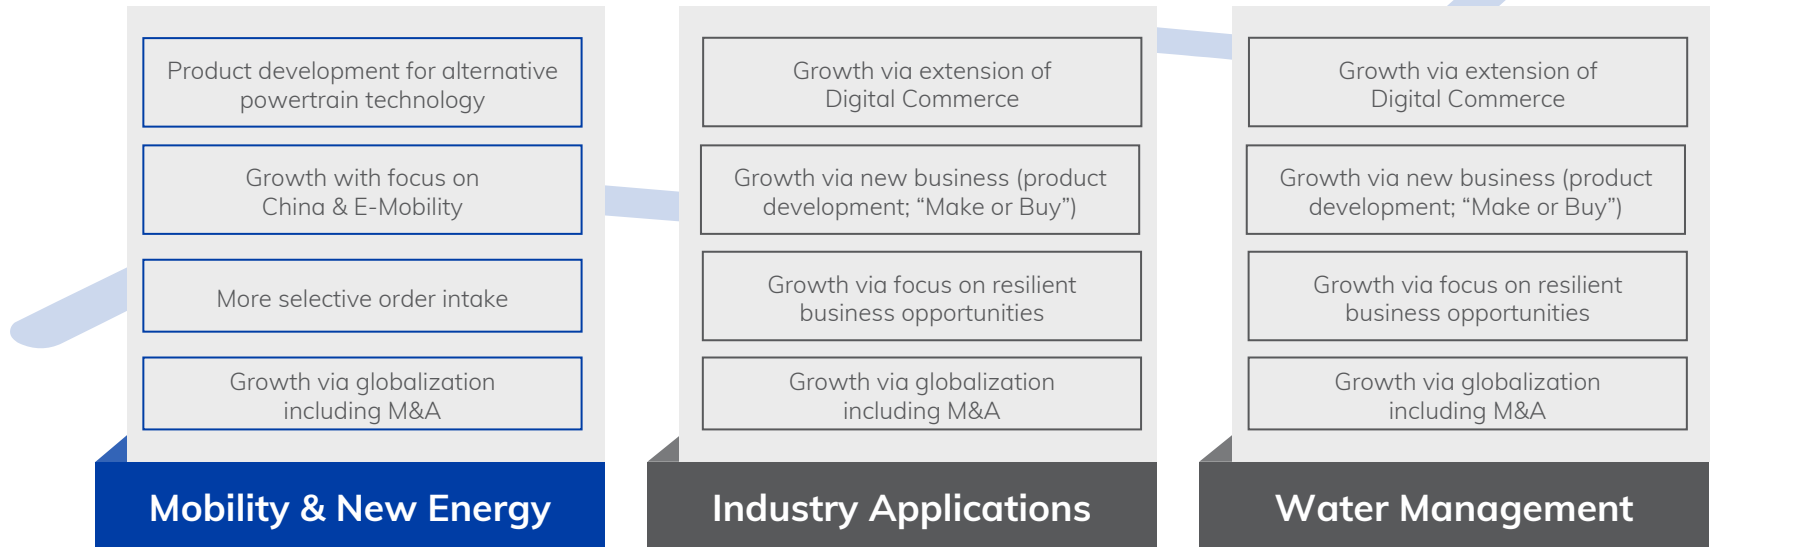 Product development for alternative
powertrain technology
Growth with focus on
China & E-Mobility
More selective order intake
Growth via globalization
including M&A
Mobility & New Energy
Growth via extension of
Digital Commerce
Growth via new business (product
development; “Make or Buy”)
Growth via focus on resilient
business opportunities
Growth via globalization
including M&A
Industry Applications
Growth via extension of
Digital Commerce
Growth via new business (product
development; “Make or Buy”)
Growth via focus on resilient
business opportunities
Growth via globalization
including M&A
Water Management